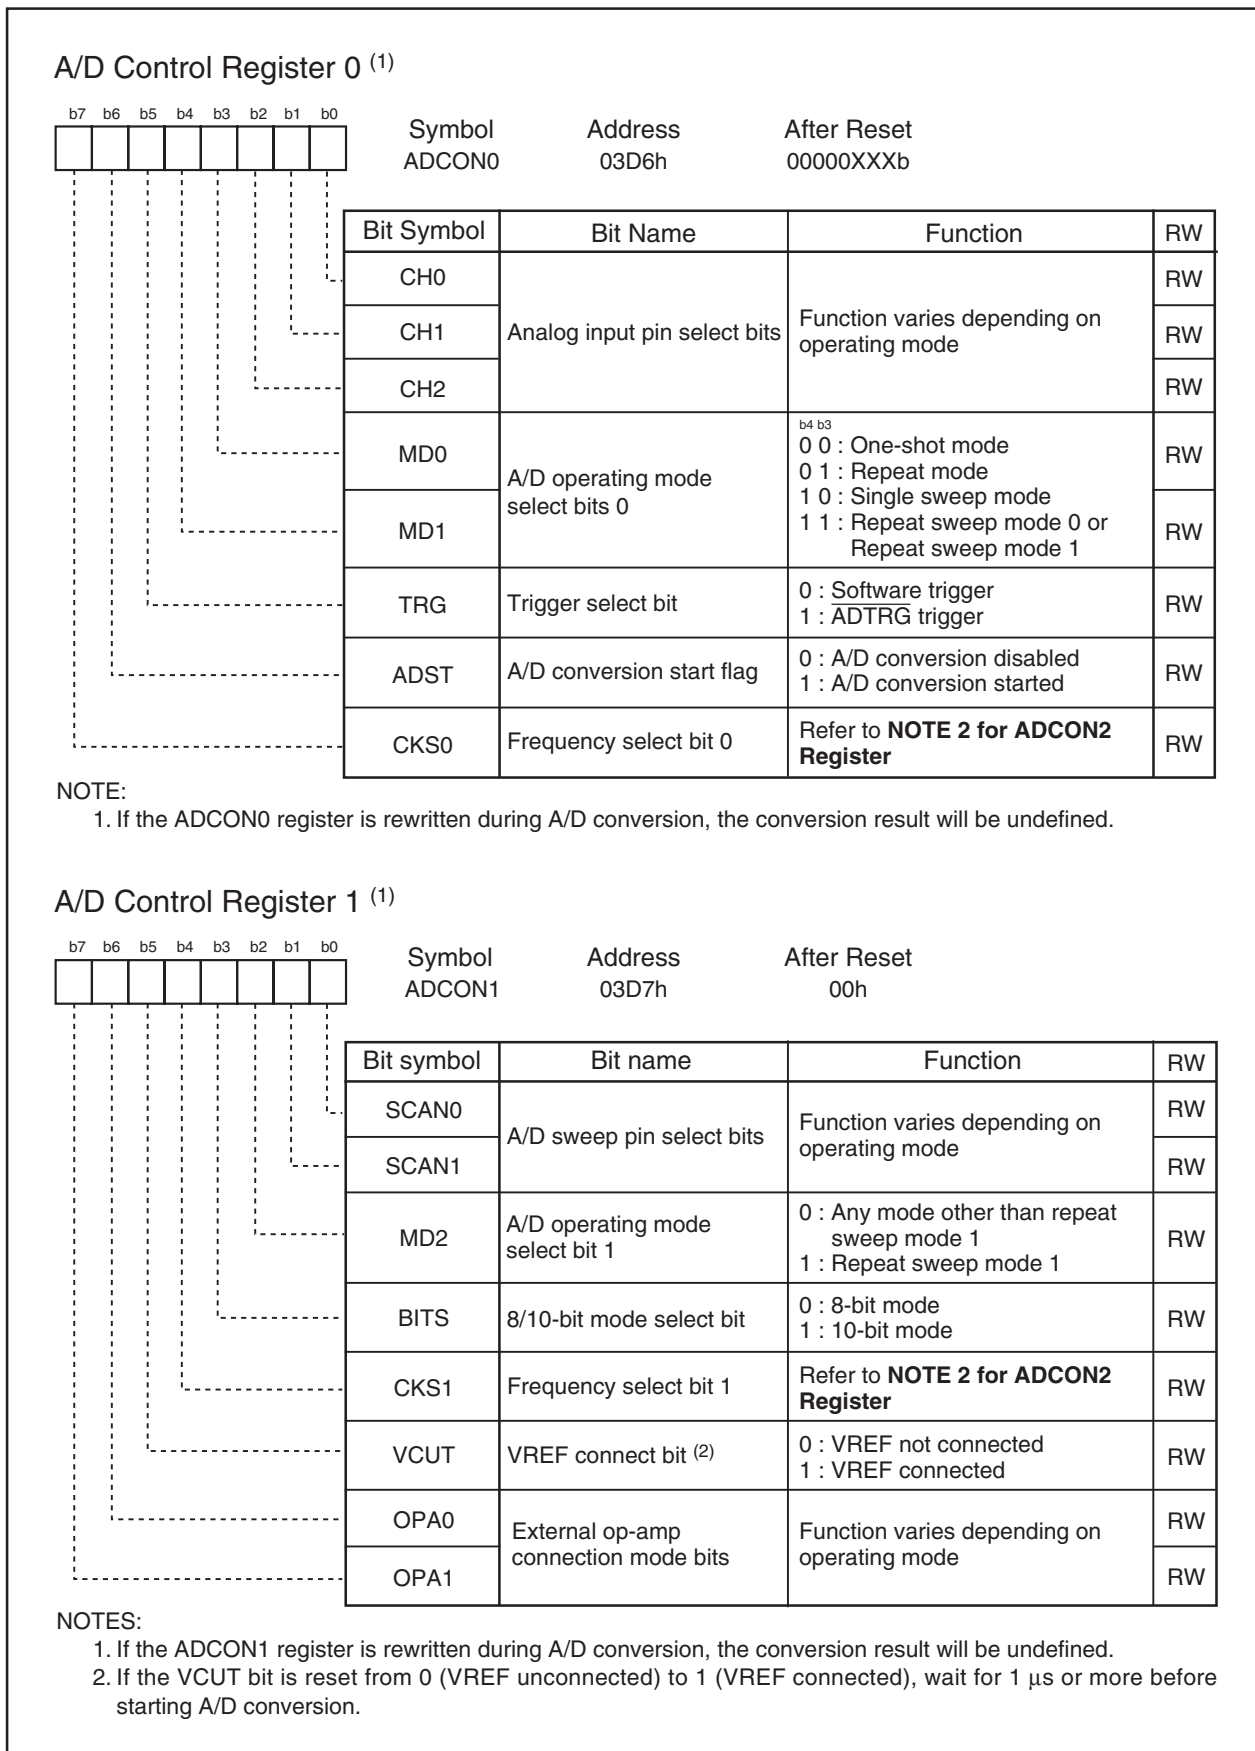 A/D Control Register 0 (1)
b7 b6 b5 b4 b3 b2 b1 b0
Symbol Address After Reset
ADCON0 03D6h 00000XXXb
Bit Symbol Bit Name Function RW
CH0 RW
CH1 Analog input pin select bits Function varies depending on operating mode RW
CH2 RW
b4 b3
MD0 A/D operating mode select bits 0 RW
0 0 : One-shot mode
0 1 : Repeat mode
1 0 : Single sweep mode
1 1 : Repeat sweep mode 0 or
Repeat sweep mode 1
MD1 RW
TRG Trigger select bit RW
0 : Software trigger
1 : ADTRG trigger
ADST A/D conversion start flag RW
0 : A/D conversion disabled
1 : A/D conversion started
CKS0 Frequency select bit 0 Refer to NOTE 2 for ADCON2 Register RW
NOTE:
1. If the ADCON0 register is rewritten during A/D conversion, the conversion result will be undefined.
A/D Control Register 1 (1)
b7 b6 b5 b4 b3 b2 b1 b0
Symbol Address After Reset
ADCON1 03D7h 00h
Bit symbol Bit name Function RW
SCAN0 RW
A/D sweep pin select bits Function varies depending on operating mode
SCAN1 RW
MD2 A/D operating mode select bit 1 RW
0 : Any mode other than repeat
sweep mode 1
1 : Repeat sweep mode 1
BITS 8/10-bit mode select bit RW
0 : 8-bit mode
1 : 10-bit mode
CKS1 Frequency select bit 1 Refer to NOTE 2 for ADCON2 Register RW
VCUT VREF connect bit (2) RW
0 : VREF not connected
1 : VREF connected
OPA0 RW
External op-amp connection mode bits Function varies depending on operating mode
OPA1 RW
NOTES:
1. If the ADCON1 register is rewritten during A/D conversion, the conversion result will be undefined.
2. If the VCUT bit is reset from 0 (VREF unconnected) to 1 (VREF connected), wait for 1 μs or more before
starting A/D conversion.